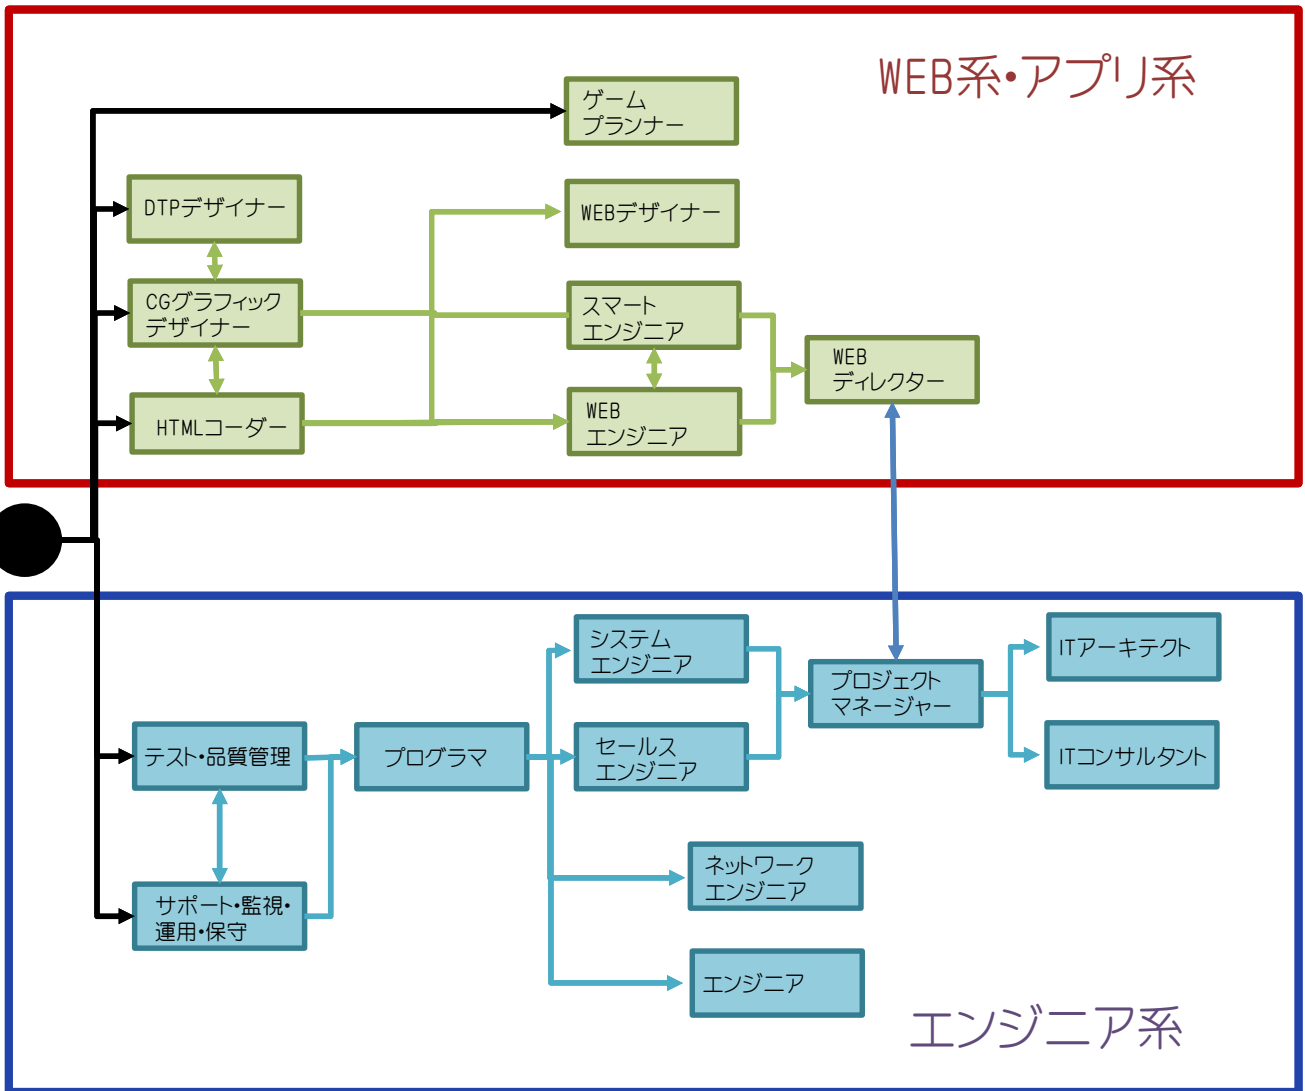 WEB系・アプリ系
ゲーム
プランナー
DTPデザイナー
WEBデザイナー
CGグラフィック
デザイナー
スマート
エンジニア
WEB
ディレクター
HTMLコーダー
WEB
エンジニア
システム
エンジニア
ITアーキテクト
プロジェクト
マネージャー
テスト・品質管理
プログラマ
セールス
エンジニア
ITコンサルタント
サポート・監視・
運用・保守
ネットワーク
エンジニア
エンジニア
エンジニア系